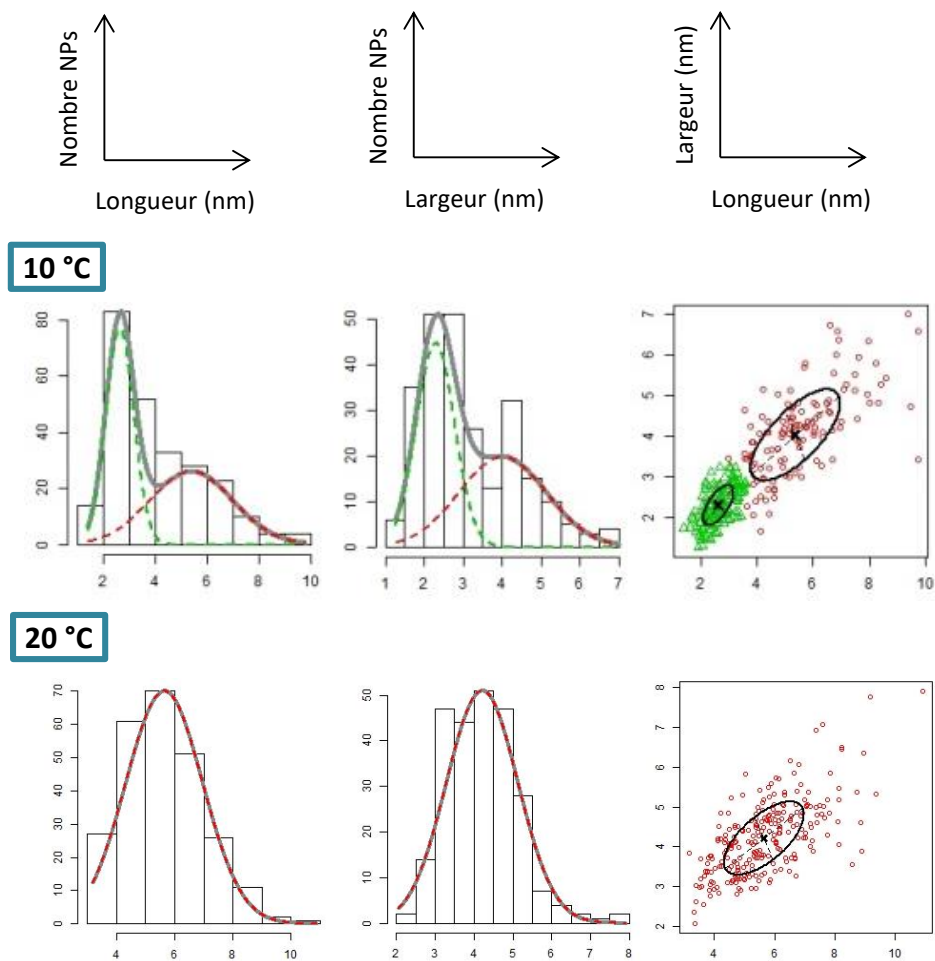 Nombre NPs
Longueur (nm)
Nombre NPs
Largeur (nm)
Largeur (nm)
Longueur (nm)
10 °C
0 20 40 60 80
2 4 6 8 10
0 10 20 30 40 50
1 2 3 4 5 6 7
2 3 4 5 6 7
2 4 6 8 10
20 °C
0 10 20 30 40 50 60 70
4 6 8 10
0 10 20 30 40 50
2 3 4 5 6 7 8
2 3 4 5 6 7 8
4 6 8 10